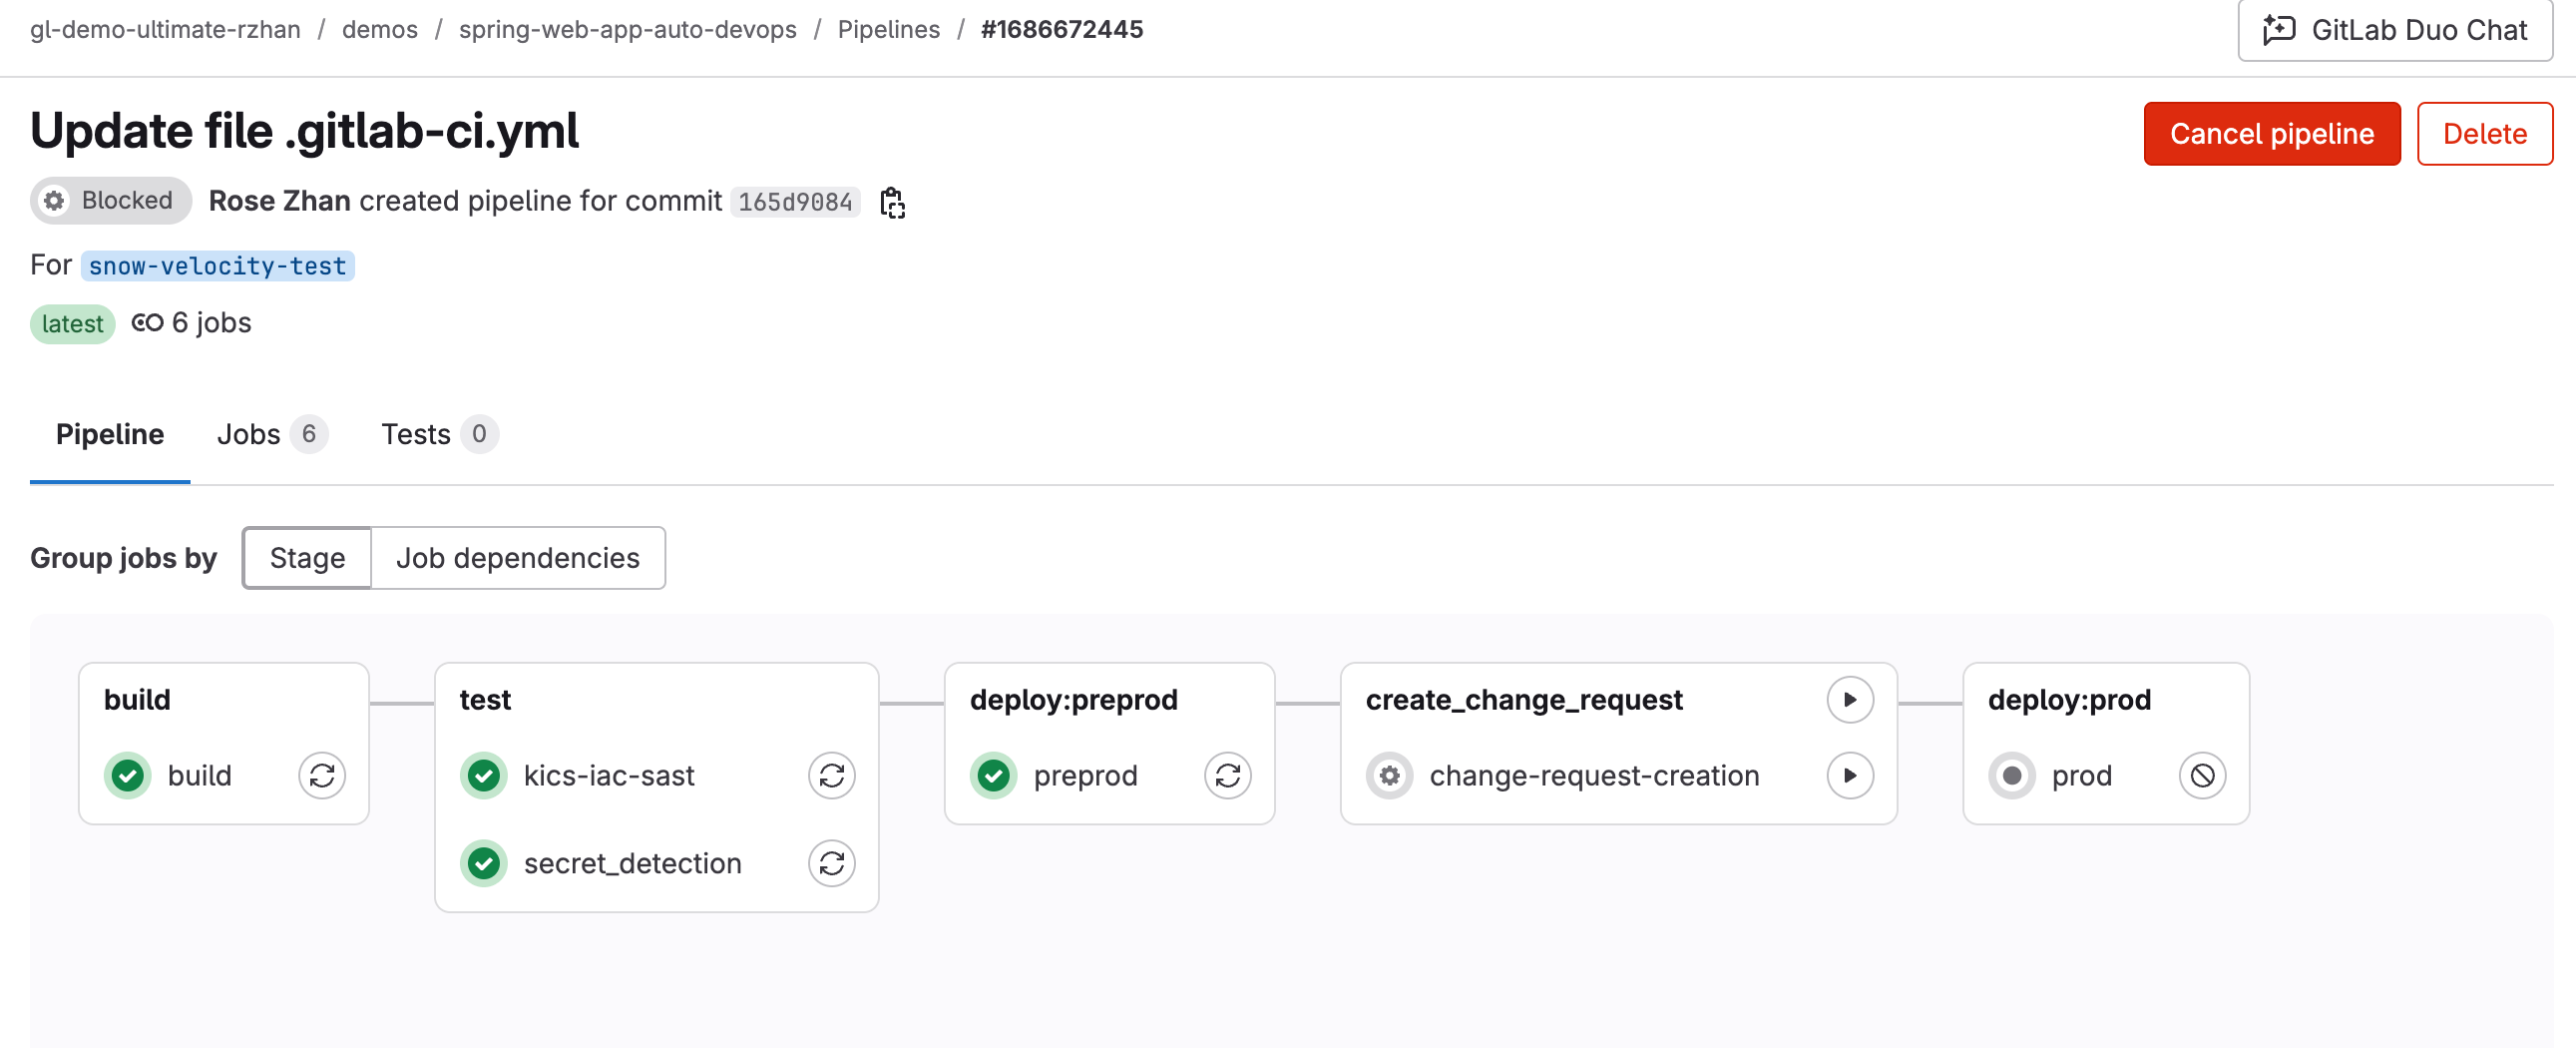 gl-demo-ultimate-rzhan / demos / spring-web-app-auto-devops / Pipelines / #1686672445
GitLab Duo Chat
Update file .gitlab-ci.yml
Cancel pipeline
Delete
Blocked Rose Zhan created pipeline for commit 165d9084
For snow-velocity-test
latest 6 jobs
Pipeline Jobs 6 Tests 0
Group jobs by Stage Job dependencies
build
build
test
kics-iac-sast
secret_detection
deploy:preprod
preprod
create_change_request
change-request-creation
deploy:prod
prod